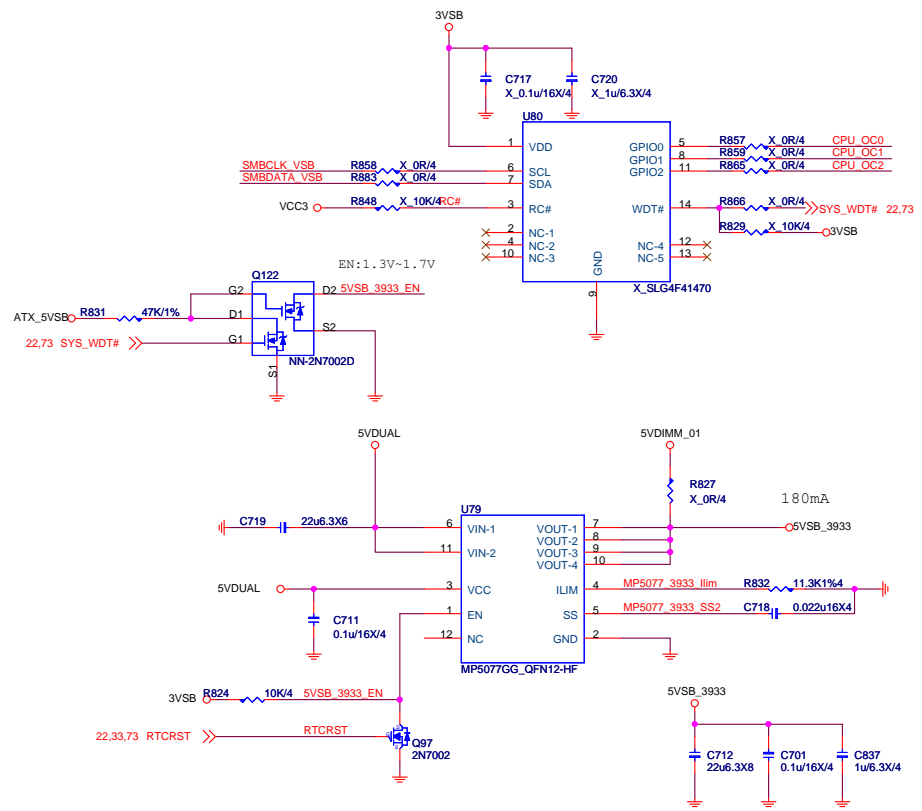 3VSB
C717
X_0.1u/16X/4
C720
X_1u/6.3X/4
U80
1 VDD
GPIO0 5 R857 X_0R/4 CPU_OC0
GPIO1 8 R859 X_0R/4 CPU_OC1
GPIO2 11 R865 X_0R/4 CPU_OC2
SMBCLK_VSB R858 X_0R/4 6 SCL
SMBDATA_VSB R883 X_0R/4 7 SDA
VCC3 R848 X_10K/4 RC# 3 RC#
WDT# 14 R866 X_0R/4 SYS_WDT# 22,73
R829 X_10K/4 3VSB
2 NC-1
4 NC-2
10 NC-3
NC-4 12
NC-5 13
GND
9
X_SLG4F41470
EN:1.3V~1.7V
Q122
G2 D2 5VSB_3933_EN
ATX_5VSB R831 47K/1% D1
S2
22,73 SYS_WDT# G1
S1
NN-2N7002D
5VDUAL
5VDIMM_01
R827
X_0R/4
180mA
U79
C719 22u6.3X6 6 VIN-1
11 VIN-2
VOUT-1 7 5VSB_3933
VOUT-2 8
VOUT-3 9
VOUT-4 10
5VDUAL 3 VCC
C711
0.1u/16X/4
1 EN
12 NC
ILIM 4 MP5077_3933_Ilim R832 11.3K1%4
SS 5 MP5077_3933_SS2 C718 0.022u16X4
GND 2
MP5077GG_QFN12-HF
3VSB R824 10K/4 5VSB_3933_EN
22,33,73 RTCRST RTCRST
Q97
2N7002
5VSB_3933
C712
22u6.3X8
C701
0.1u/16X/4
C837
1u/6.3X/4